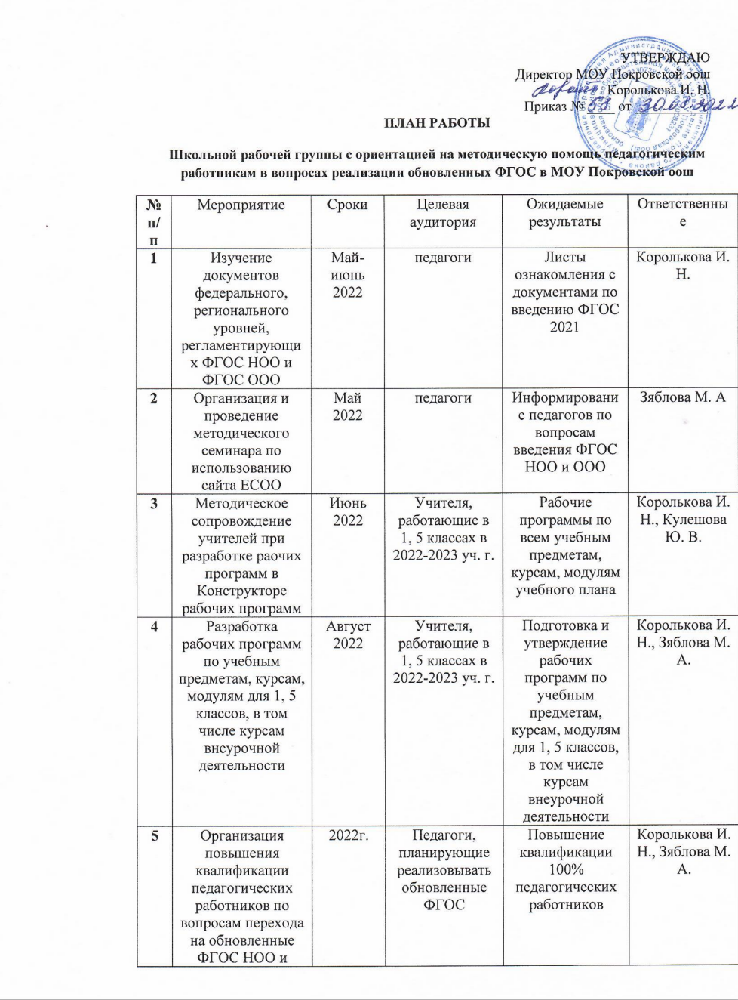 УТВЕРЖДАЮ
Директор МОУ Покровской оош
Королькова И. Н.
Приказ № 58 от 30.08.2022
ПЛАН РАБОТЫ
Школьной рабочей группы с ориентацией на методическую помощь педагогическим
работникам в вопросах реализации обновленных ФГОС в МОУ Покровской оош
№
п/
п
Мероприятие
Сроки
Целевая
аудитория
Ожидаемые
результаты
Ответственны
е
1
Изучение
документов
федерального,
регионального
уровней,
регламентирующи
х ФГОС НОО и
ФГОС ООО
Май-
июнь
2022
педагоги
Листы
ознакомления с
документами по
введению ФГОС
2021
Королькова И.
Н.
2
Организация и
проведение
методического
семинара по
использованию
сайта ЕСОО
Май
2022
педагоги
Информировани
е педагогов по
вопросам
введения ФГОС
НОО и ООО
Зяблова М. А
3
Методическое
сопровождение
учителей при
разработке раочих
программ в
Конструкторе
рабочих программ
Июнь
2022
Учителя,
работающие в
1, 5 классах в
2022-2023 уч. г.
Рабочие
программы по
всем учебным
предметам,
курсам, модулям
учебного плана
Королькова И.
Н., Кулешова
Ю. В.
4
Разработка
рабочих программ
по учебным
предметам, курсам,
модулям для 1, 5
классов, в том
числе курсам
внеурочной
деятельности
Август
2022
Учителя,
работающие в
1, 5 классах в
2022-2023 уч. г.
Подготовка и
утверждение
рабочих
программ по
учебным
предметам,
курсам, модулям
для 1, 5 классов,
в том числе
курсам
внеурочной
деятельности
Королькова И.
Н., Зяблова М.
А.
5
Организация
повышения
квалификации
педагогических
работников по
вопросам перехода
на обновленные
ФГОС НОО и
2022г.
Педагоги,
планирующие
реализовывать
обновленные
ФГОС
Повышение
квалификации
100%
педагогических
работников
Королькова И.
Н., Зяблова М.
А.